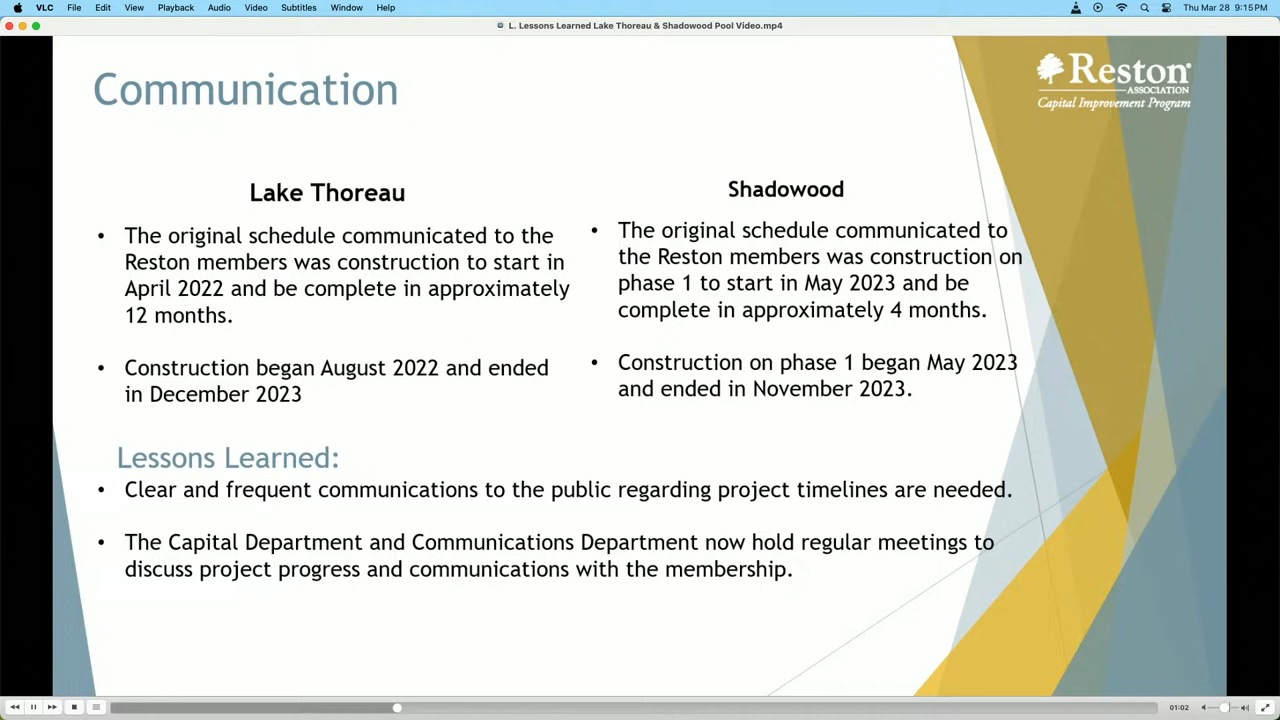 VLC File Edit View Playback Audio Video Subtitles Window Help Thu Mar 28 9:15PM
L. Lessons Learned Lake Thoreau & Shadowood Pool Video.mp4
Communication
Reston
ASSOCIATION
Capital Improvement Program
Lake Thoreau
• The original schedule communicated to the
Reston members was construction to start in
April 2022 and be complete in approximately
12 months.
• Construction began August 2022 and ended
in December 2023
Shadowood
• The original schedule communicated to
the Reston members was construction on
phase 1 to start in May 2023 and be
complete in approximately 4 months.
• Construction on phase 1 began May 2023
and ended in November 2023.
Lessons Learned:
• Clear and frequent communications to the public regarding project timelines are needed.
• The Capital Department and Communications Department now hold regular meetings to
discuss project progress and communications with the membership.
01:02